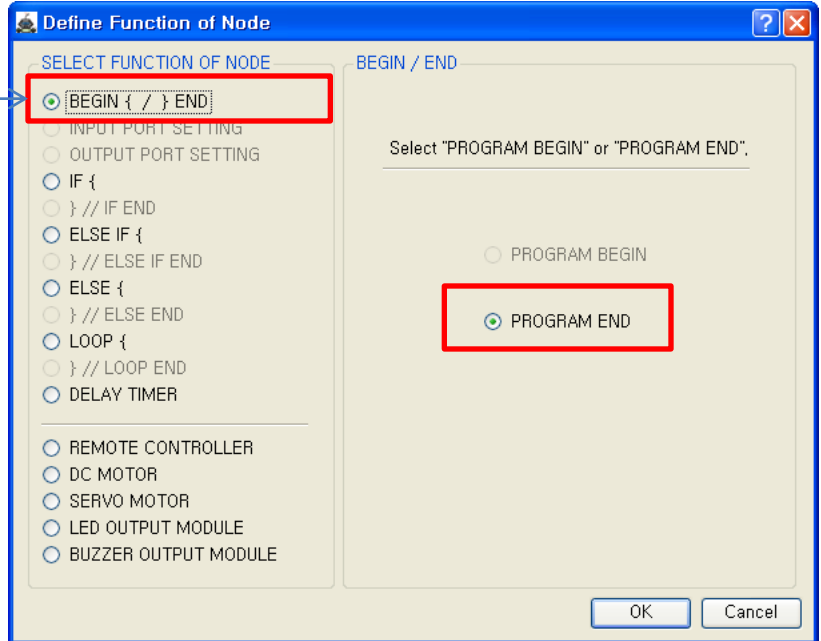 Define Function of Node
SELECT FUNCTION OF NODE
BEGIN { / } END
INPUT PORT SETTING
OUTPUT PORT SETTING
IF {
} // IF END
ELSE IF {
} // ELSE IF END
ELSE {
} // ELSE END
LOOP {
} // LOOP END
DELAY TIMER
REMOTE CONTROLLER
DC MOTOR
SERVO MOTOR
LED OUTPUT MODULE
BUZZER OUTPUT MODULE
BEGIN / END
Select "PROGRAM BEGIN" or "PROGRAM END",
PROGRAM BEGIN
PROGRAM END
OK
Cancel